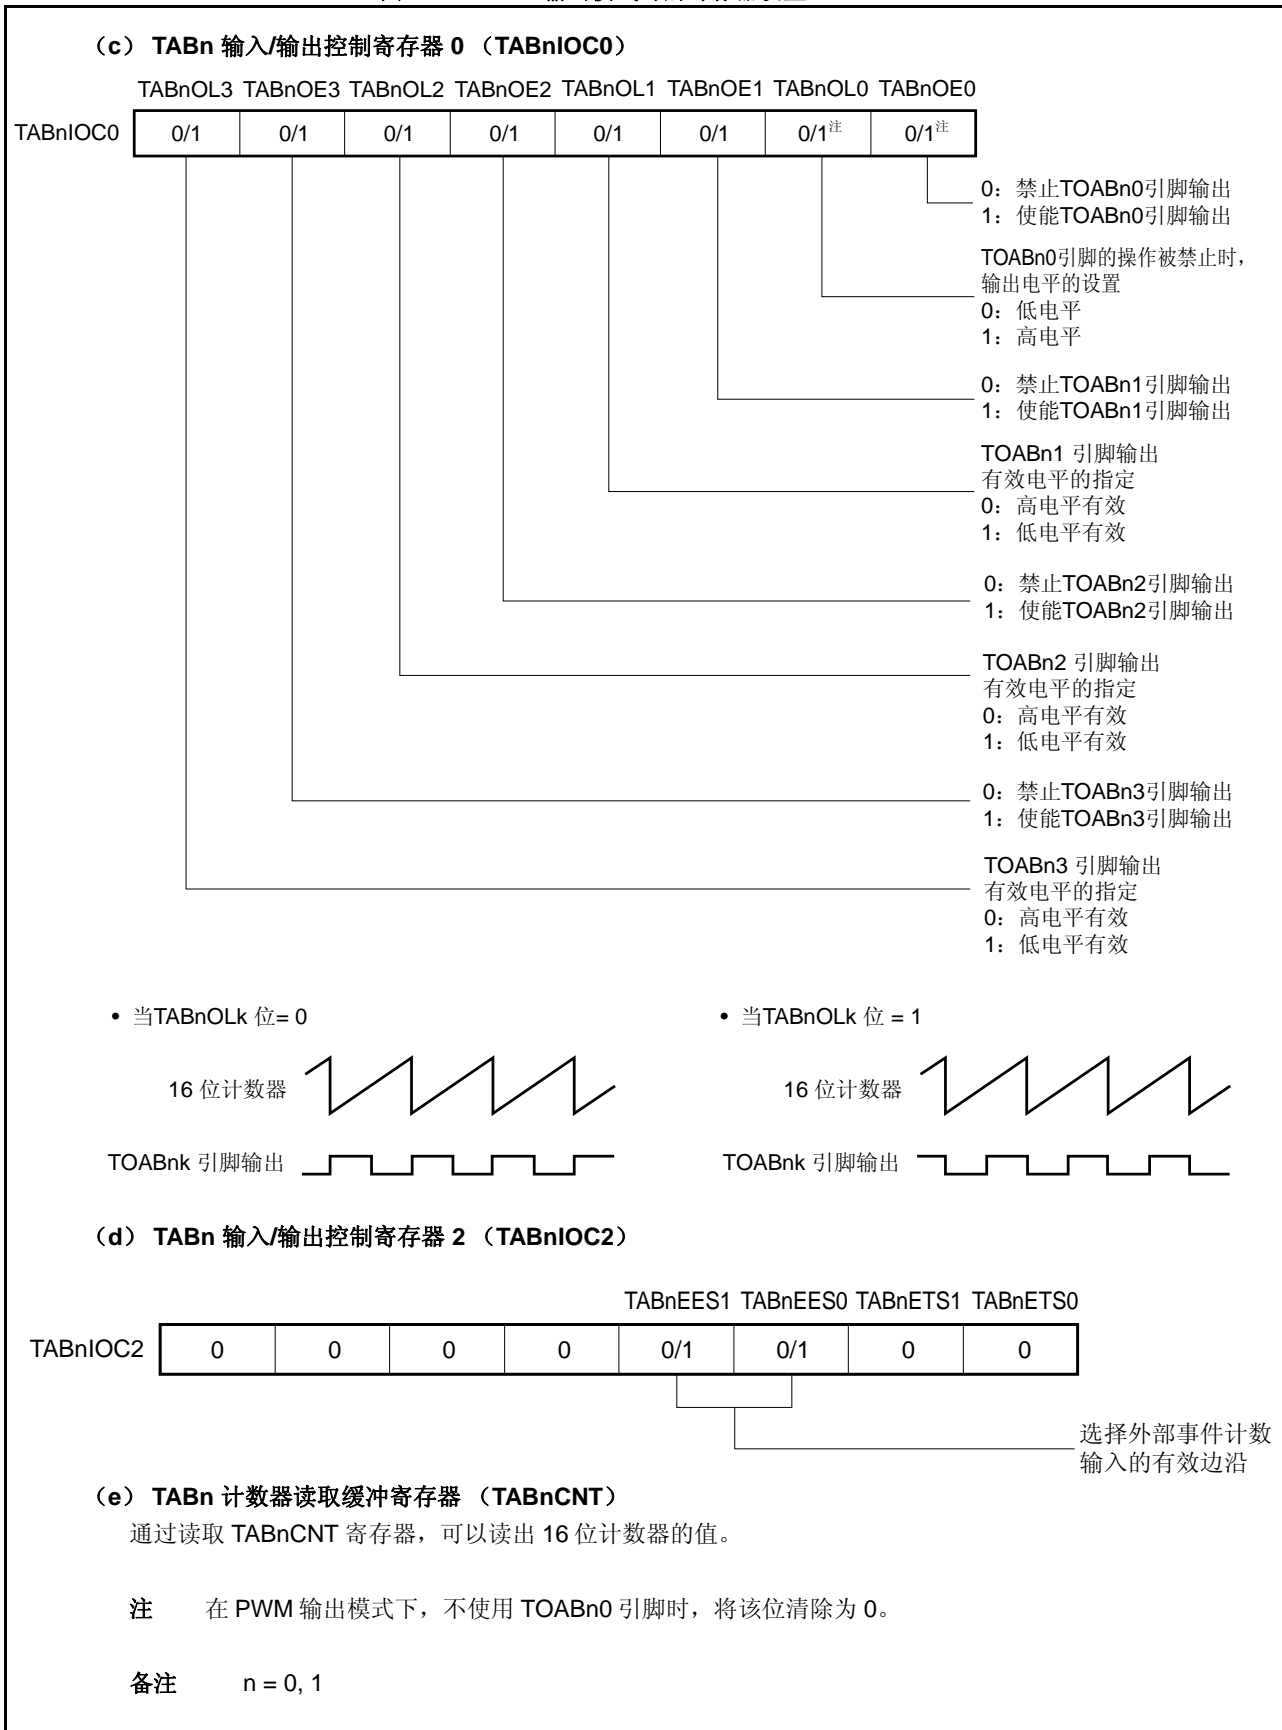 （c） TABn 输入/输出控制寄存器 0 （TABnIOC0）
TABnOL3 TABnOE3 TABnOL2 TABnOE2 TABnOL1 TABnOE1 TABnOL0 TABnOE0
TABnIOC0 0/1 0/1 0/1 0/1 0/1 0/1 0/1注 0/1注
0：禁止TOABn0引脚输出
1：使能TOABn0引脚输出
TOABn0引脚的操作被禁止时，
输出电平的设置
0：低电平
1：高电平
0：禁止TOABn1引脚输出
1：使能TOABn1引脚输出
TOABn1 引脚输出
有效电平的指定
0：高电平有效
1：低电平有效
0：禁止TOABn2引脚输出
1：使能TOABn2引脚输出
TOABn2 引脚输出
有效电平的指定
0：高电平有效
1：低电平有效
0：禁止TOABn3引脚输出
1：使能TOABn3引脚输出
TOABn3 引脚输出
有效电平的指定
0：高电平有效
1：低电平有效
• 当TABnOLk 位= 0
16 位计数器
TOABnk 引脚输出
• 当TABnOLk 位 = 1
16 位计数器
TOABnk 引脚输出
（d） TABn 输入/输出控制寄存器 2 （TABnIOC2）
TABnEES1 TABnEES0 TABnETS1 TABnETS0
TABnIOC2 0 0 0 0 0/1 0/1 0 0
选择外部事件计数
输入的有效边沿
（e） TABn 计数器读取缓冲寄存器 （TABnCNT）
通过读取 TABnCNT 寄存器，可以读出 16 位计数器的值。
注 在 PWM 输出模式下，不使用 TOABn0 引脚时，将该位清除为 0。
备注 n = 0, 1